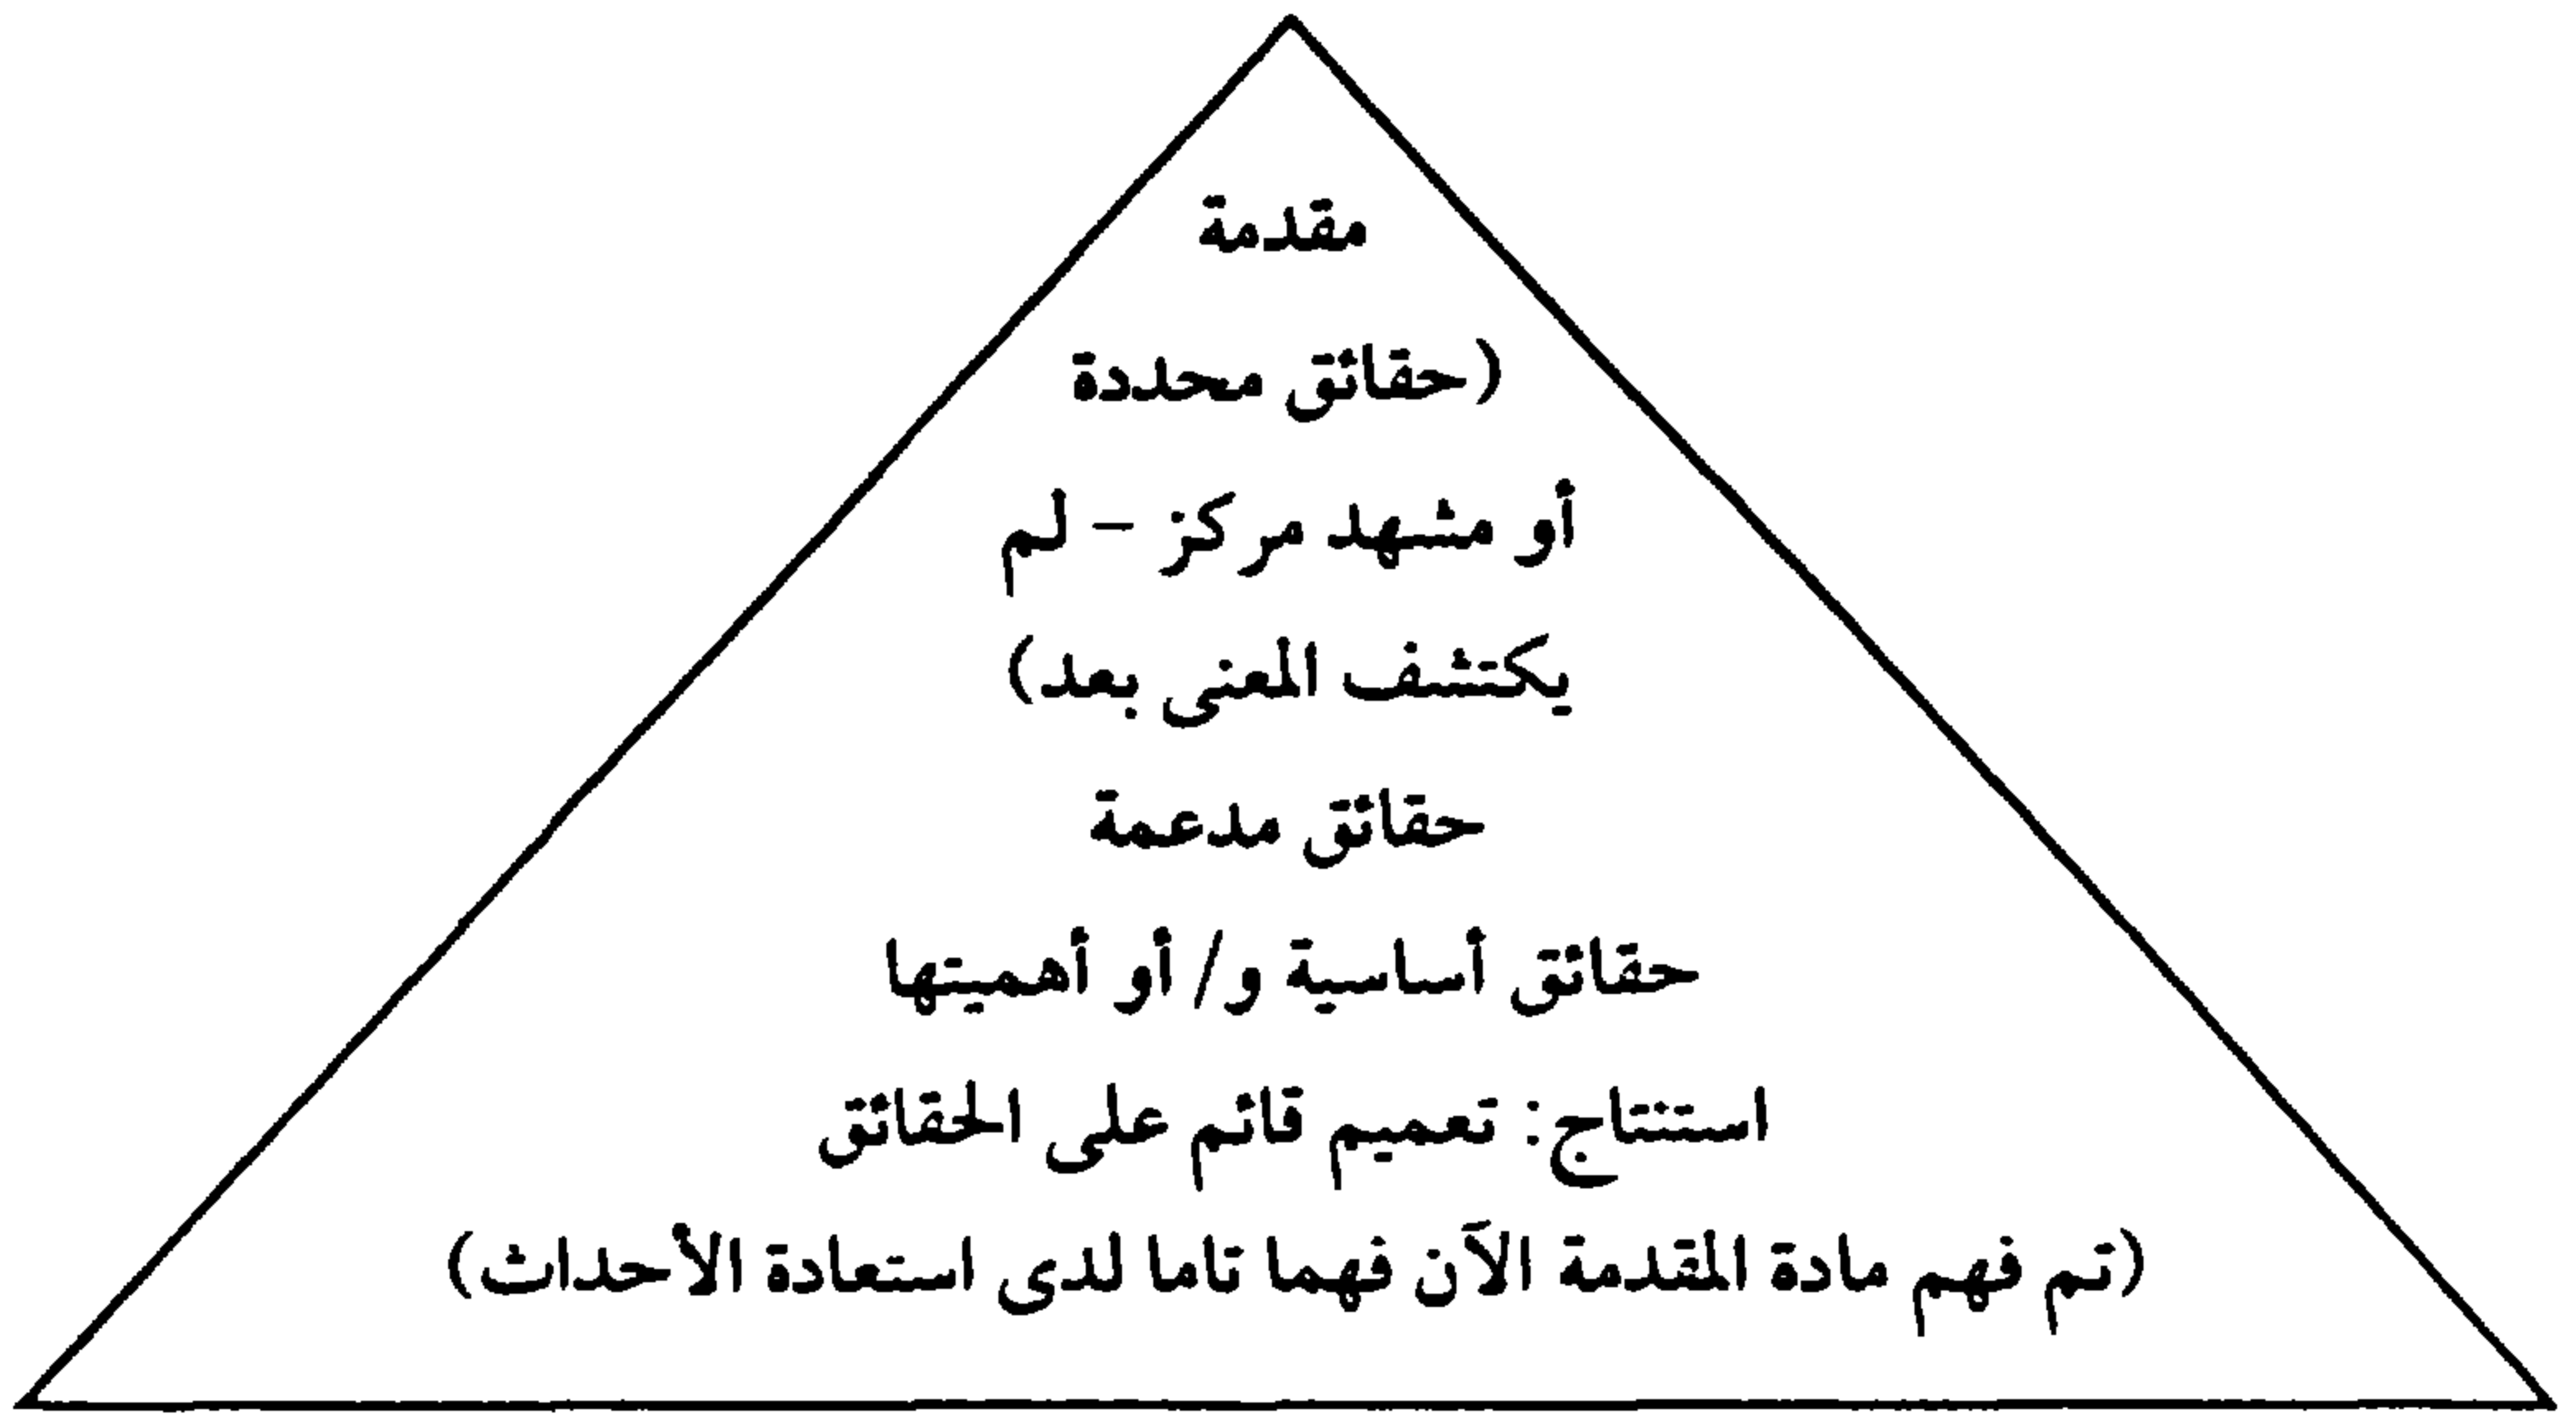 مقدمة
(حقائق محددة
أو مشهد مركز – لم
يكتشف المعنى بعد)
حقائق مدعمة
حقائق أساسية و/ أو أهميتها
استنتاج: تعميم قائم على الحقائق
(تم فهم مادة المقدمة الآن فهما تاما لدى استعادة الأحداث)